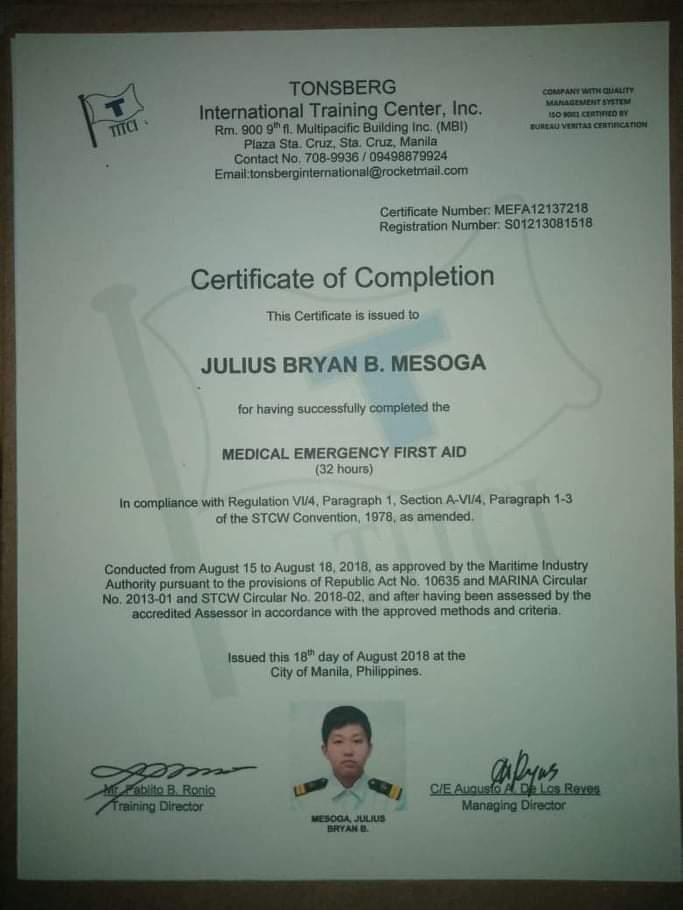 T
TITCI
TONSBERG
International Training Center, Inc.
Rm. 900 9th fl. Multipacific Building Inc. (MBI)
Plaza Sta. Cruz, Sta. Cruz, Manila
Contact No. 708-9936 / 09498879924
Email:tonsberginternational@rocketmail.com
COMPANY WITH QUALITY
MANAGEMENT SYSTEM
ISO 9001 CERTIFIED BY
BUREAU VERITAS CERTIFICATION
Certificate Number: MEFA12137218
Registration Number: S01213081518
Certificate of Completion
This Certificate is issued to
JULIUS BRYAN B. MESOGA
for having successfully completed the
MEDICAL EMERGENCY FIRST AID
(32 hours)
In compliance with Regulation VI/4, Paragraph 1, Section A-VI/4, Paragraph 1-3
of the STCW Convention, 1978, as amended.
Conducted from August 15 to August 18, 2018, as approved by the Maritime Industry
Authority pursuant to the provisions of Republic Act No. 10635 and MARINA Circular
No. 2013-01 and STCW Circular No. 2018-02, and after having been assessed by the
accredited Assessor in accordance with the approved methods and criteria.
Issued this 18th day of August 2018 at the
City of Manila, Philippines.
Mr. Pablito B. Ronio
Training Director
MESOGA, JULIUS
BRYAN B.
C/E Augusto A. De Los Reyes
Managing Director